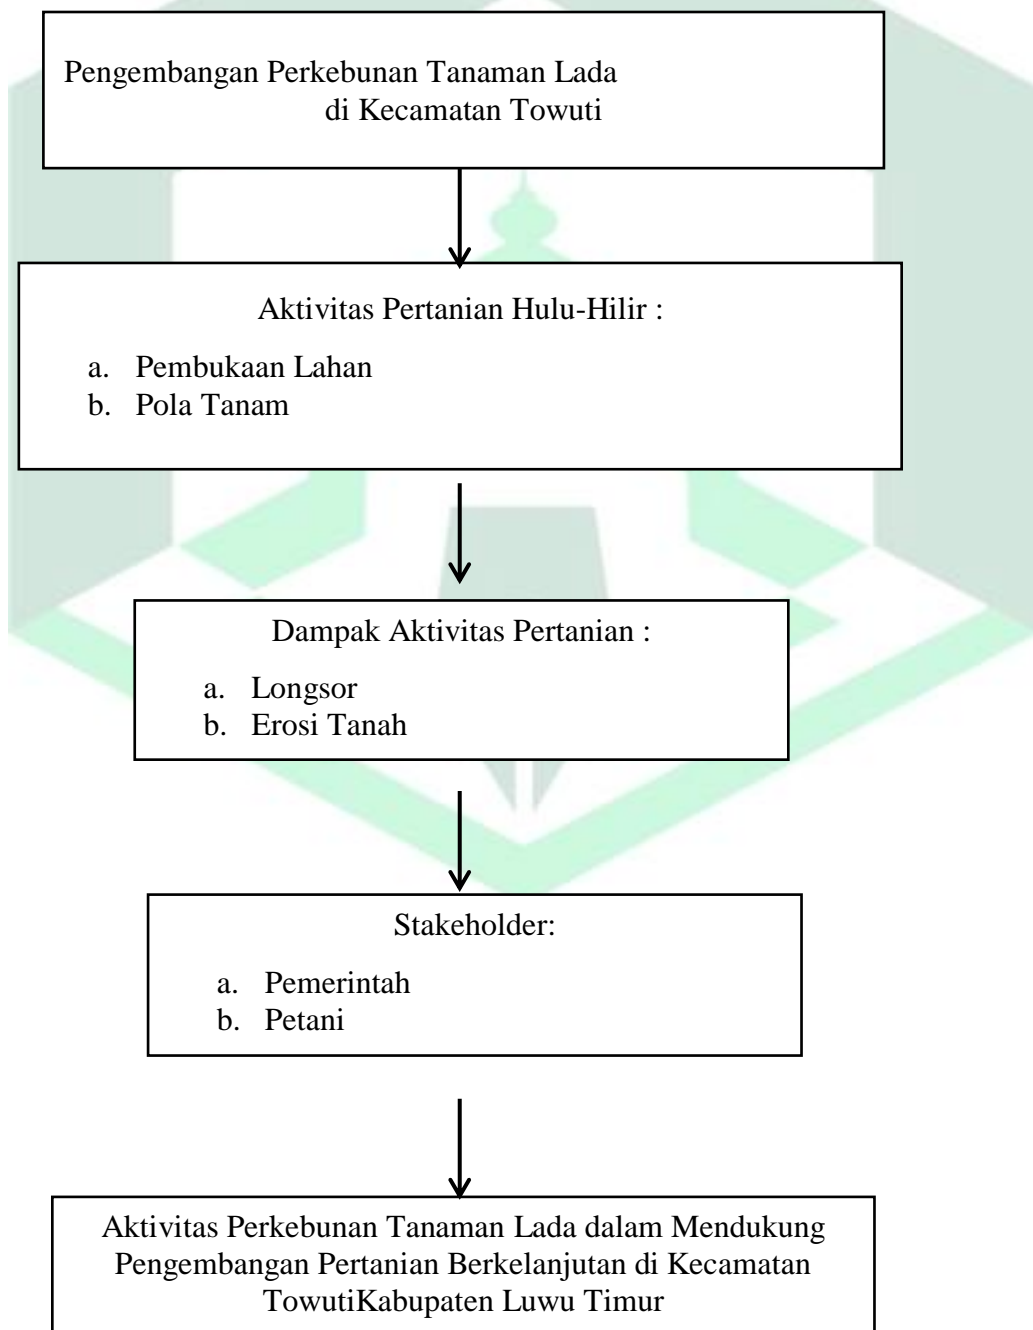 Pengembangan Perkebunan Tanaman Lada
di Kecamatan Towuti
Aktivitas Pertanian Hulu-Hilir :
a. Pembukaan Lahan
b. Pola Tanam
Dampak Aktivitas Pertanian :
a. Longsor
b. Erosi Tanah
Stakeholder:
a. Pemerintah
b. Petani
Aktivitas Perkebunan Tanaman Lada dalam Mendukung
Pengembangan Pertanian Berkelanjutan di Kecamatan
TowutiKabupaten Luwu Timur